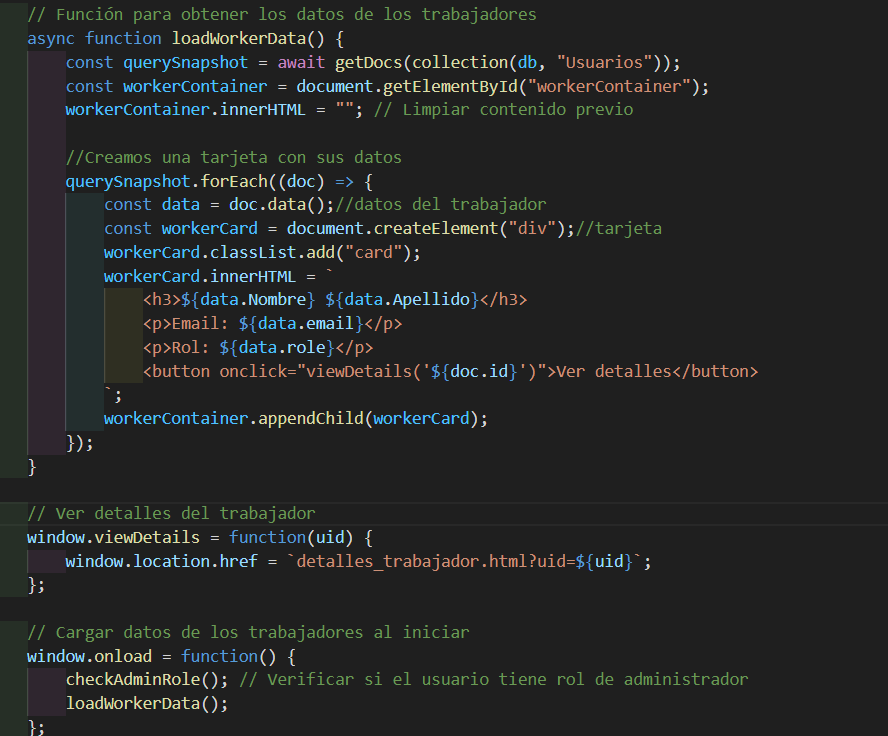 // Función para obtener los datos de los trabajadores
async function loadWorkerData() {
const querySnapshot = await getDocs(collection(db, "Usuarios"));
const workerContainer = document.getElementById("workerContainer");
workerContainer.innerHTML = ""; // Limpiar contenido previo
//Creamos una tarjeta con sus datos
querySnapshot.forEach((doc) => {
const data = doc.data();//datos del trabajador
const workerCard = document.createElement("div");//tarjeta
workerCard.classList.add("card");
workerCard.innerHTML = `
<h3>${data.Nombre} ${data.Apellido}</h3>
<p>Email: ${data.email}</p>
<p>Rol: ${data.role}</p>
<button onclick="viewDetails('${doc.id}')">Ver detalles</button>
`;
workerContainer.appendChild(workerCard);
});
}
// Ver detalles del trabajador
window.viewDetails = function(uid) {
window.location.href = `detalles_trabajador.html?uid=${uid}`;
};
// Cargar datos de los trabajadores al iniciar
window.onload = function() {
checkAdminRole(); // Verificar si el usuario tiene rol de administrador
loadWorkerData();
};